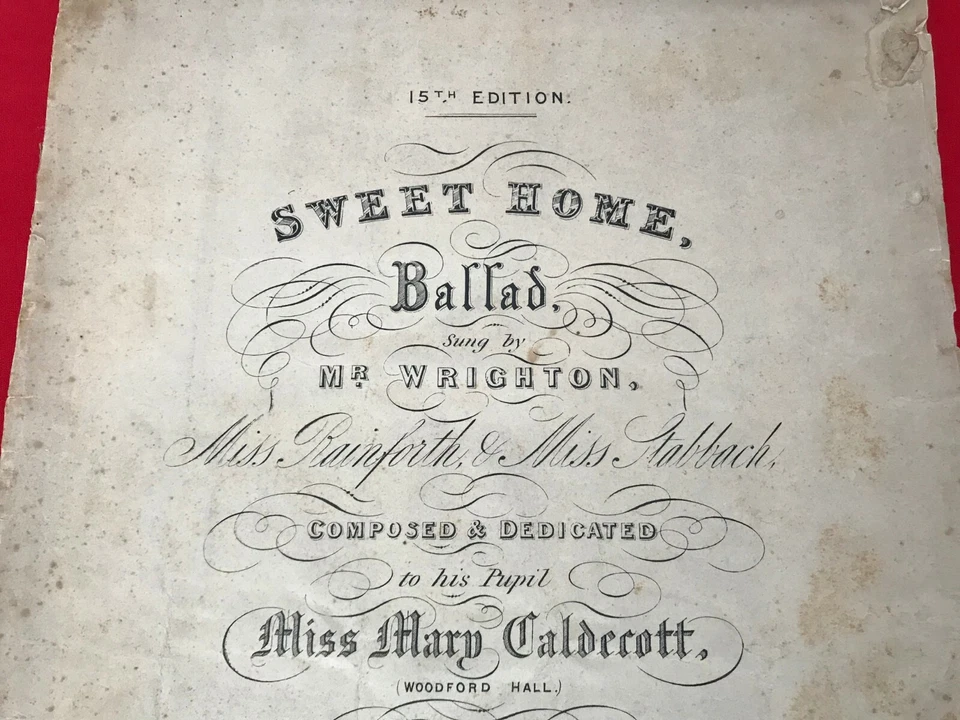 15TH EDITION.
SWEET HOME,
Ballad,
Sung by
MR. WRIGHTON,
Miss Rainforth, & Miss Stabbach,
COMPOSED & DEDICATED
to his Pupil
Miss Mary Caldecott,
(WOODFORD HALL.)